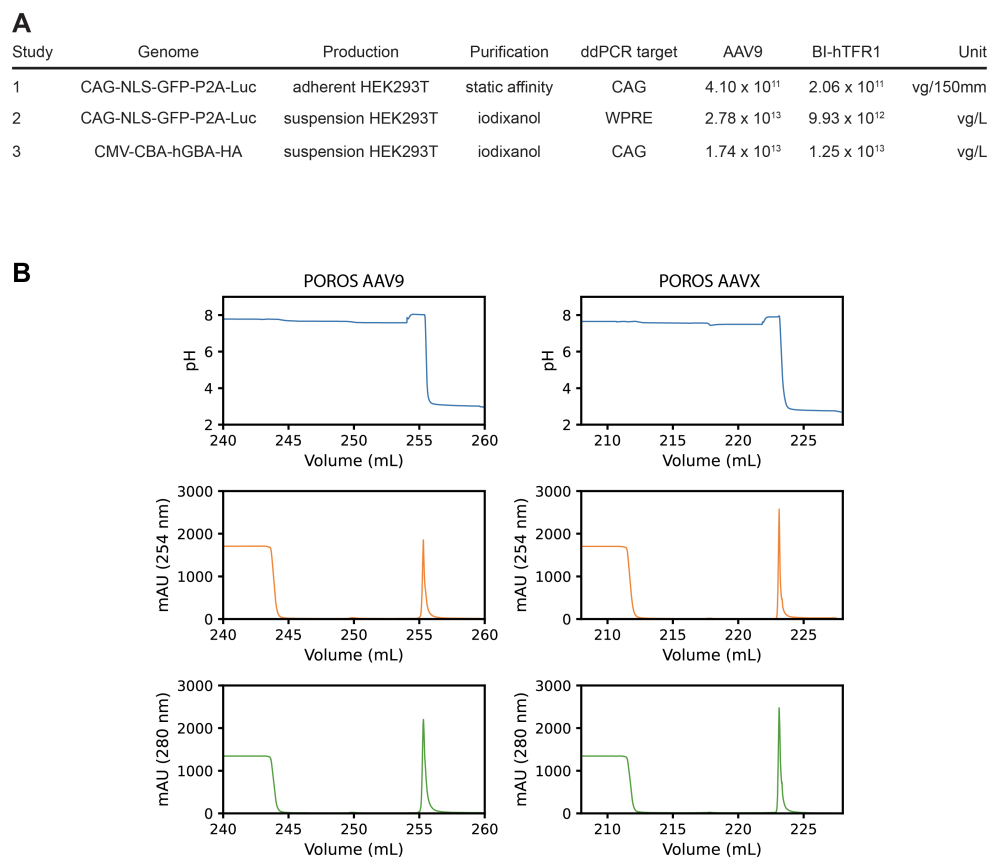 A
Study Genome Production Purification ddPCR target AAV9 BI-hTFR1 Unit
1 CAG-NLS-GFP-P2A-Luc adherent HEK293T static affinity CAG 4.10 x 10¹¹ 2.06 x 10¹¹ vg/150mm
2 CAG-NLS-GFP-P2A-Luc suspension HEK293T iodixanol WPRE 2.78 x 10¹³ 9.93 x 10¹² vg/L
3 CMV-CBA-hGBA-HA suspension HEK293T iodixanol CAG 1.74 x 10¹³ 1.25 x 10¹³ vg/L
B
POROS AAV9
pH
8
6
4
2
240 245 250 255 260
Volume (mL)
POROS AAVX
pH
8
6
4
2
210 215 220 225
Volume (mL)
mAU (254 nm)
3000
2000
1000
0
240 245 250 255 260
Volume (mL)
mAU (254 nm)
3000
2000
1000
0
210 215 220 225
Volume (mL)
mAU (280 nm)
3000
2000
1000
0
240 245 250 255 260
Volume (mL)
mAU (280 nm)
3000
2000
1000
0
210 215 220 225
Volume (mL)